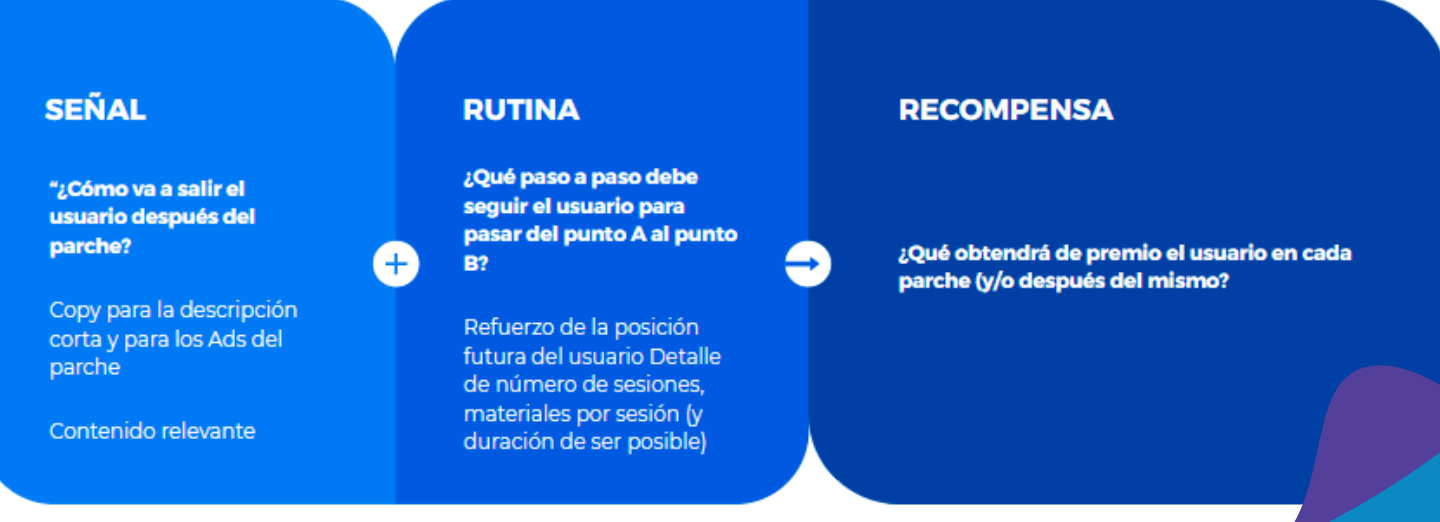 SEÑAL
“¿Cómo va a salir el
usuario después del
parche?
Copy para la descripción
corta y para los Ads del
parche
Contenido relevante
RUTINA
¿Qué paso a paso debe
seguir el usuario para
pasar del punto A al punto
B?
Refuerzo de la posición
futura del usuario Detalle
de número de sesiones,
materiales por sesión (y
duración de ser posible)
RECOMPENSA
¿Qué obtendrá de premio el usuario en cada
parche (y/o después del mismo?